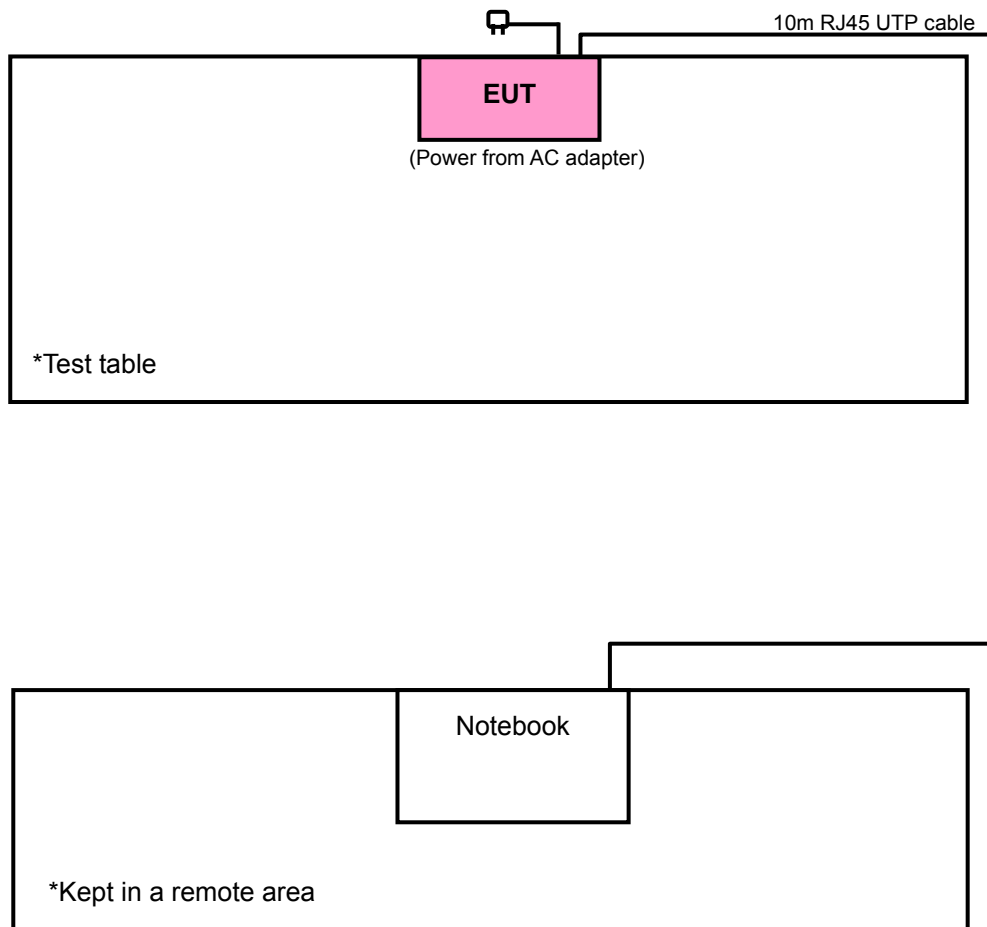 10m RJ45 UTP cable
EUT
(Power from AC adapter)
*Test table
Notebook
*Kept in a remote area